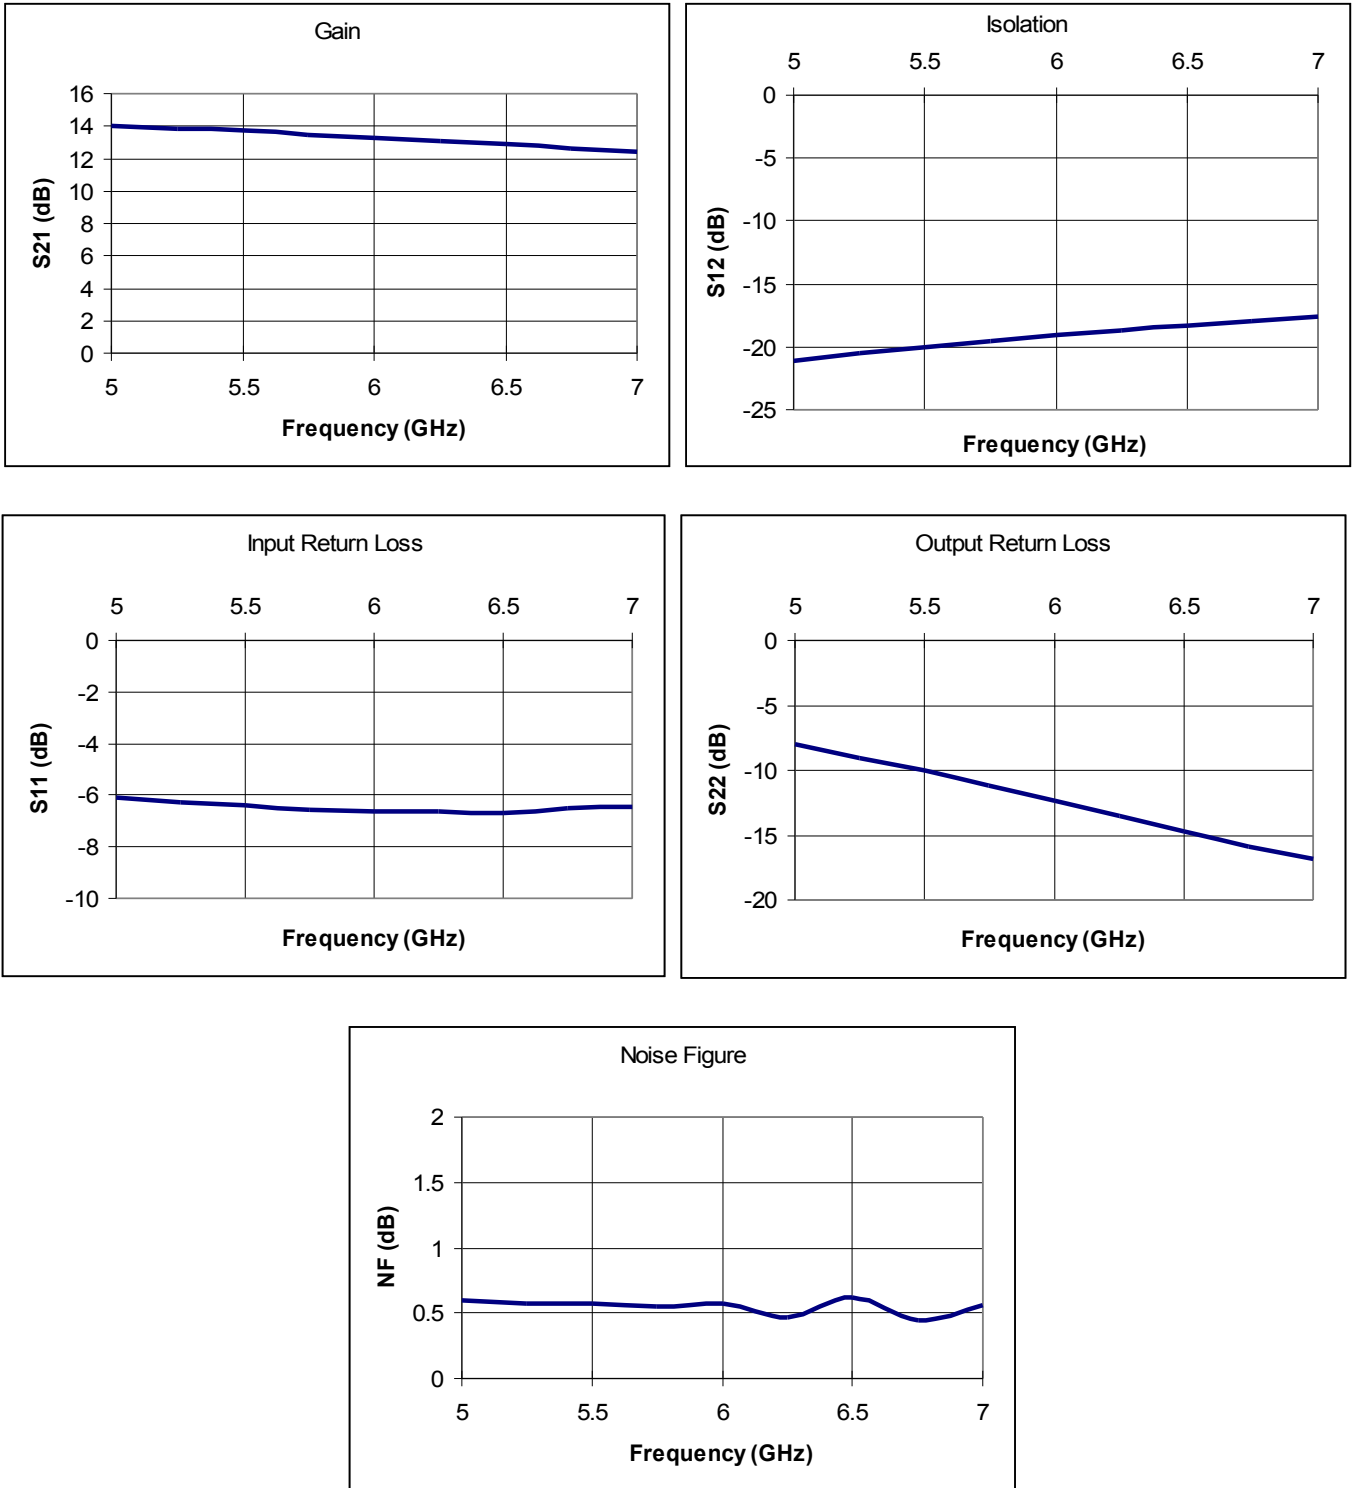 Gain
16
14
12
10
8
6
4
2
0
S21 (dB)
5 5.5 6 6.5 7
Frequency (GHz)
Isolation
5 5.5 6 6.5 7
0
-5
-10
-15
-20
-25
S12 (dB)
Frequency (GHz)
Input Return Loss
5 5.5 6 6.5 7
0
-2
-4
-6
-8
-10
S11 (dB)
Frequency (GHz)
Output Return Loss
5 5.5 6 6.5 7
0
-5
-10
-15
-20
S22 (dB)
Frequency (GHz)
Noise Figure
2
1.5
1
0.5
0
NF (dB)
5 5.5 6 6.5 7
Frequency (GHz)